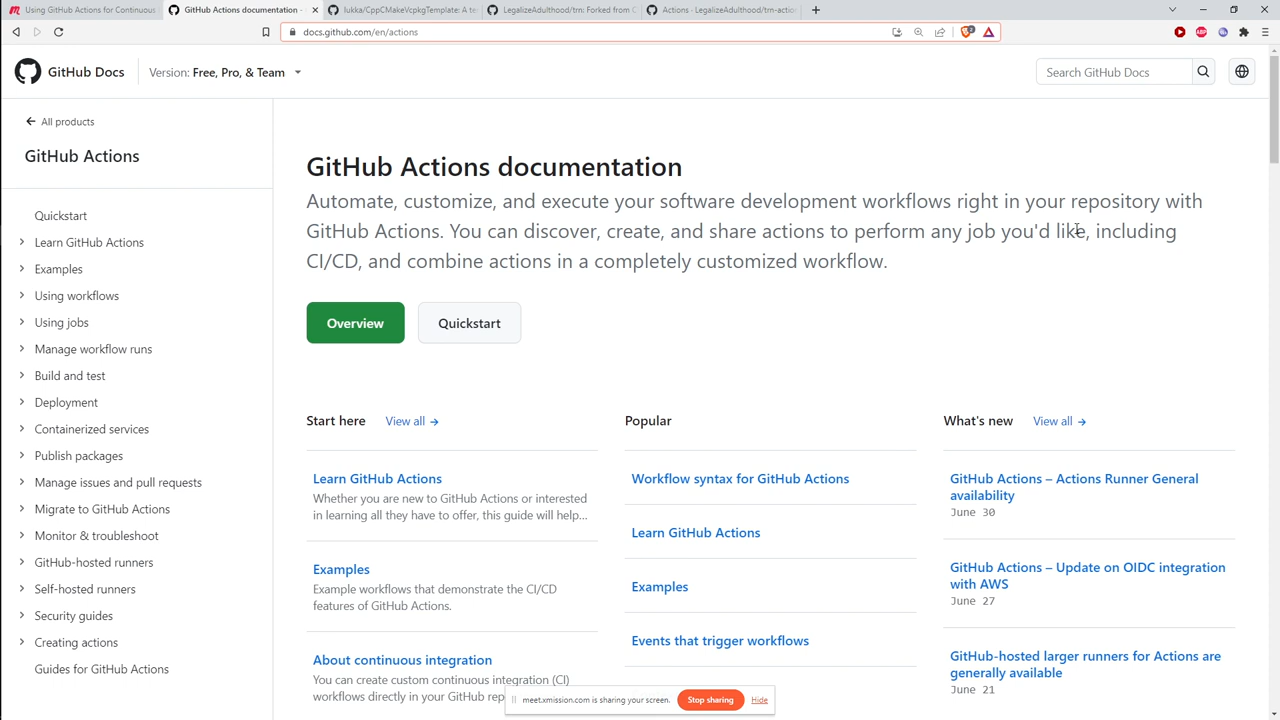 Using GitHub Actions for Continuous
GitHub Actions documentation -
lukka/CppCMakeVcpkgTemplate: A te
LegalizeAdulthood/trn: Forked from C
Actions · LegalizeAdulthood/trn-actio
docs.github.com/en/actions
GitHub Docs
Version: Free, Pro, & Team
Search GitHub Docs
All products
GitHub Actions
Quickstart
Learn GitHub Actions
Examples
Using workflows
Using jobs
Manage workflow runs
Build and test
Deployment
Containerized services
Publish packages
Manage issues and pull requests
Migrate to GitHub Actions
Monitor & troubleshoot
GitHub-hosted runners
Self-hosted runners
Security guides
Creating actions
Guides for GitHub Actions
GitHub Actions documentation
Automate, customize, and execute your software development workflows right in your repository with
GitHub Actions. You can discover, create, and share actions to perform any job you'd like, including
CI/CD, and combine actions in a completely customized workflow.
Overview
Quickstart
Start here View all →
Learn GitHub Actions
Whether you are new to GitHub Actions or interested
in learning all they have to offer, this guide will help...
Examples
Example workflows that demonstrate the CI/CD
features of GitHub Actions.
About continuous integration
You can create custom continuous integration (CI)
workflows directly in your GitHub rep
Popular
Workflow syntax for GitHub Actions
Learn GitHub Actions
Examples
Events that trigger workflows
What's new View all →
GitHub Actions – Actions Runner General
availability
June 30
GitHub Actions – Update on OIDC integration
with AWS
June 27
GitHub-hosted larger runners for Actions are
generally available
June 21
meet.xmission.com is sharing your screen.
Stop sharing
Hide